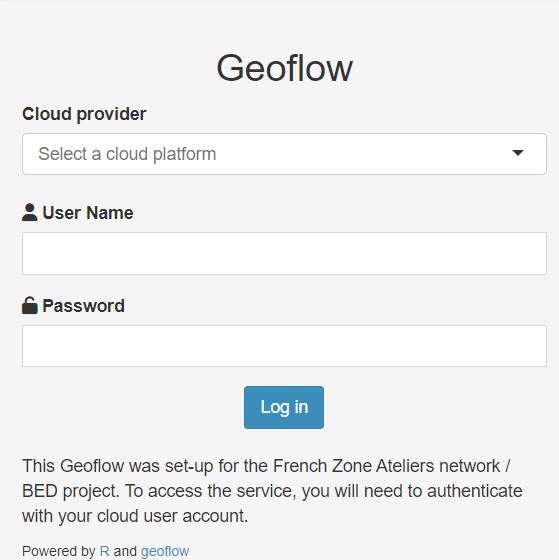 Geoflow
Cloud provider
Select a cloud platform
User Name
Password
Log in
This Geoflow was set-up for the French Zone Ateliers network /
BED project. To access the service, you will need to authenticate
with your cloud user account.
Powered by R and geoflow